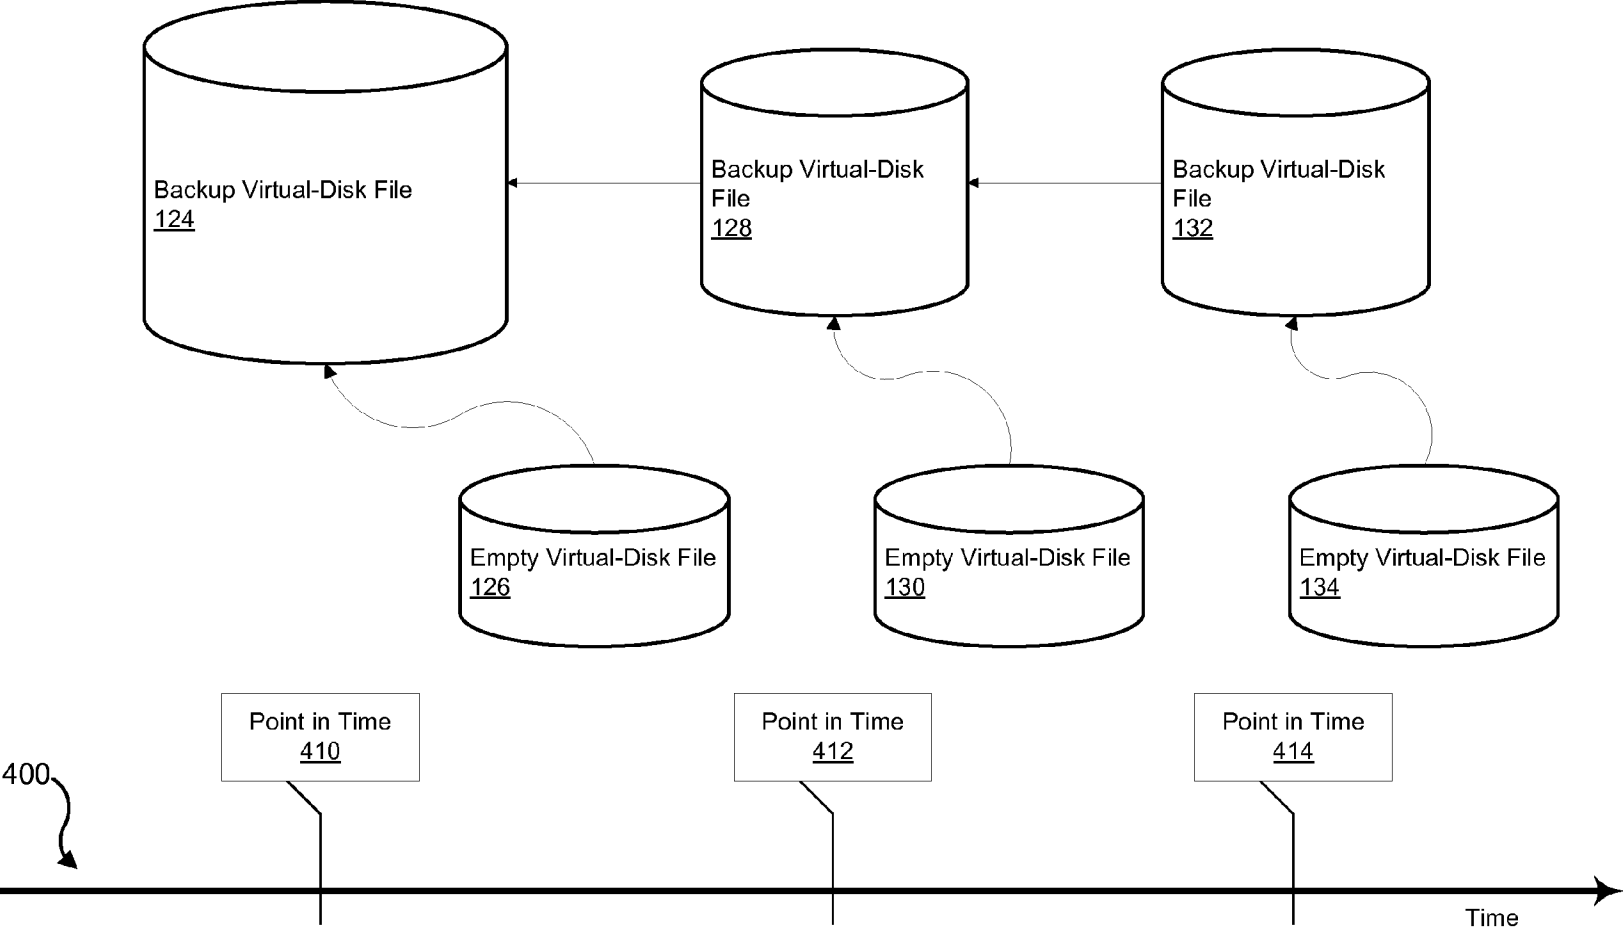 Backup Virtual-Disk File
124
Backup Virtual-Disk
File
128
Backup Virtual-Disk
File
132
Empty Virtual-Disk File
126
Empty Virtual-Disk File
130
Empty Virtual-Disk File
134
Point in Time
410
Point in Time
412
Point in Time
414
400
Time